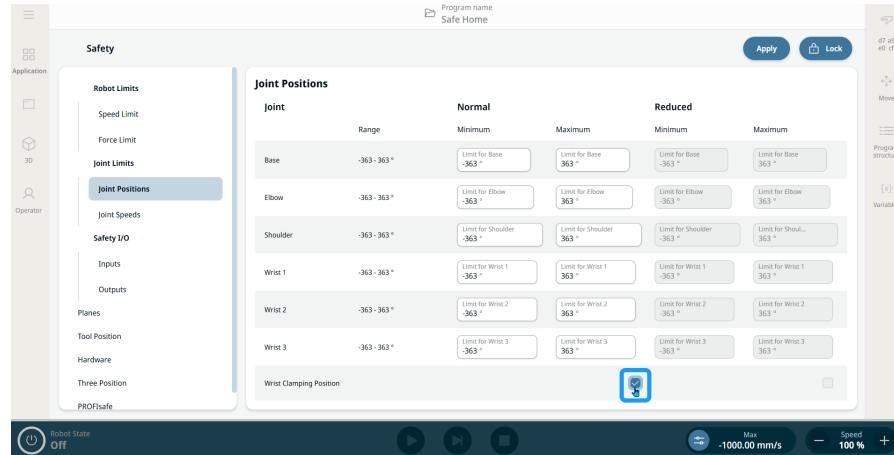 Program name
Safe Home
Safety
Apply
Lock
d7 a9
e0 cf
Application
Move
3D
Operator
Robot Limits
Speed Limit
Force Limit
Joint Limits
Joint Positions
Joint Speeds
Safety I/O
Inputs
Outputs
Planes
Tool Position
Hardware
Three Position
PROFIsafe
Joint Positions
Joint Normal Reduced
Range Minimum Maximum Minimum Maximum
Limit for Base Limit for Base Limit for Base Limit for Base
Base -363 - 363 ° -363 ° 363 ° -363 ° 363 °
Limit for Elbow Limit for Elbow Limit for Elbow Limit for Elbow
Elbow -363 - 363 ° -363 ° 363 ° -363 ° 363 °
Limit for Shoulder Limit for Shoulder Limit for Shoulder Limit for Shoul...
Shoulder -363 - 363 ° -363 ° 363 ° -363 ° 363 °
Limit for Wrist 1 Limit for Wrist 1 Limit for Wrist 1 Limit for Wrist 1
Wrist 1 -363 - 363 ° -363 ° 363 ° -363 ° 363 °
Limit for Wrist 2 Limit for Wrist 2 Limit for Wrist 2 Limit for Wrist 2
Wrist 2 -363 - 363 ° -363 ° 363 ° -363 ° 363 °
Limit for Wrist 3 Limit for Wrist 3 Limit for Wrist 3 Limit for Wrist 3
Wrist 3 -363 - 363 ° -363 ° 363 ° -363 ° 363 °
Wrist Clamping Position
Progra
structu
{x}
Variabl
Robot State
Off
Max
-1000.00 mm/s
Speed
100 %